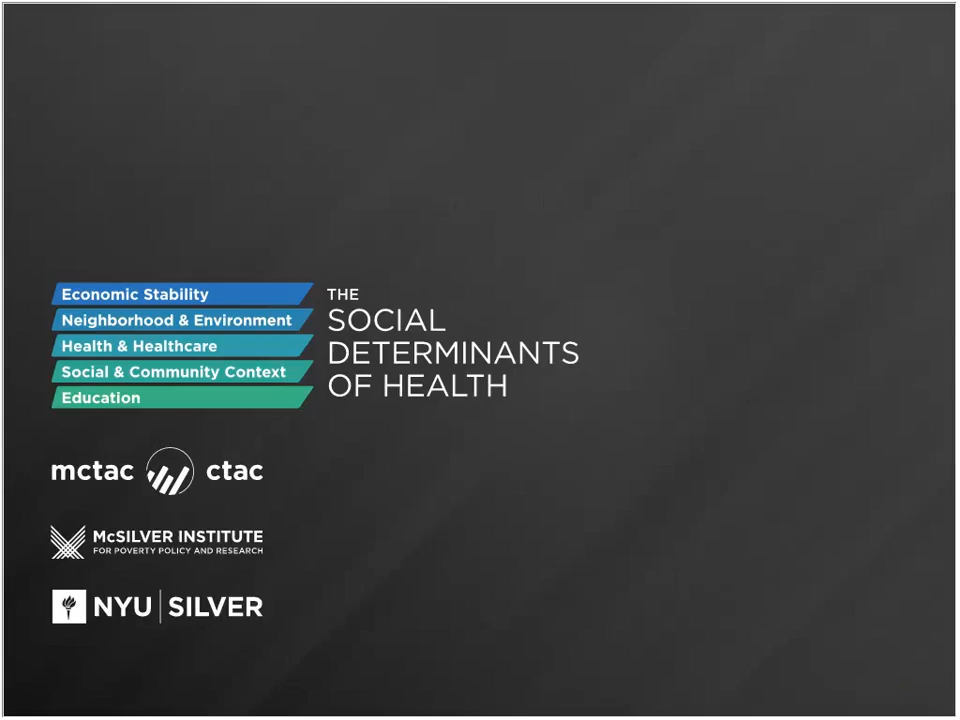 Economic Stability
Neighborhood & Environment
Health & Healthcare
Social & Community Context
Education
THE
SOCIAL
DETERMINANTS
OF HEALTH
mctac ctac
McSILVER INSTITUTE
FOR POVERTY POLICY AND RESEARCH
NYU SILVER